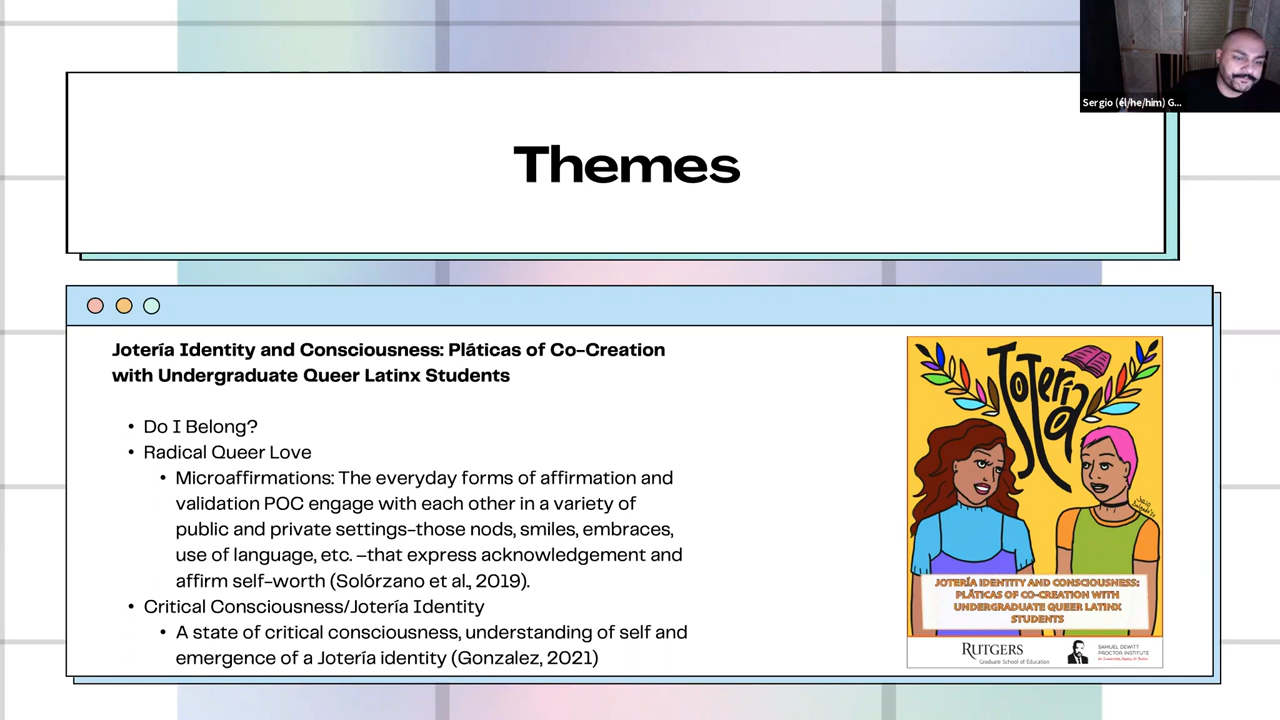 Sergio (él/he/him) G...
Themes
Jotería Identity and Consciousness: Pláticas of Co-Creation
with Undergraduate Queer Latinx Students
• Do I Belong?
• Radical Queer Love
• Microaffirmations: The everyday forms of affirmation and
validation POC engage with each other in a variety of
public and private settings-those nods, smiles, embraces,
use of language, etc. –that express acknowledgement and
affirm self-worth (Solórzano et al., 2019).
• Critical Consciousness/Jotería Identity
• A state of critical consciousness, understanding of self and
emergence of a Jotería identity (Gonzalez, 2021)
Jotería
JOTERÍA IDENTITY AND CONSCIOUSNESS:
PLÁTICAS OF CO-CREATION WITH
UNDERGRADUATE QUEER LATINX
STUDENTS
RUTGERS
Graduate School of Education
SAMUEL DEWITT
PROCTOR INSTITUTE